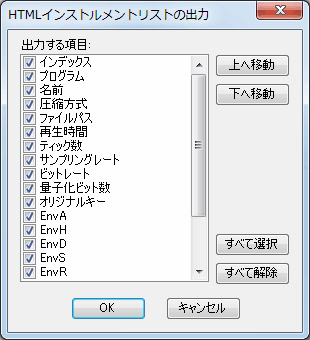 HTMLインストルメントリストの出力
出力する項目:
インデックス
プログラム
名前
圧縮方式
ファイルパス
再生時間
ティック数
サンプリングレート
ビットレート
量子化ビット数
オリジナルキー
EnvA
EnvH
EnvD
EnvS
EnvR
上へ移動
下へ移動
すべて選択
すべて解除
OK
キャンセル